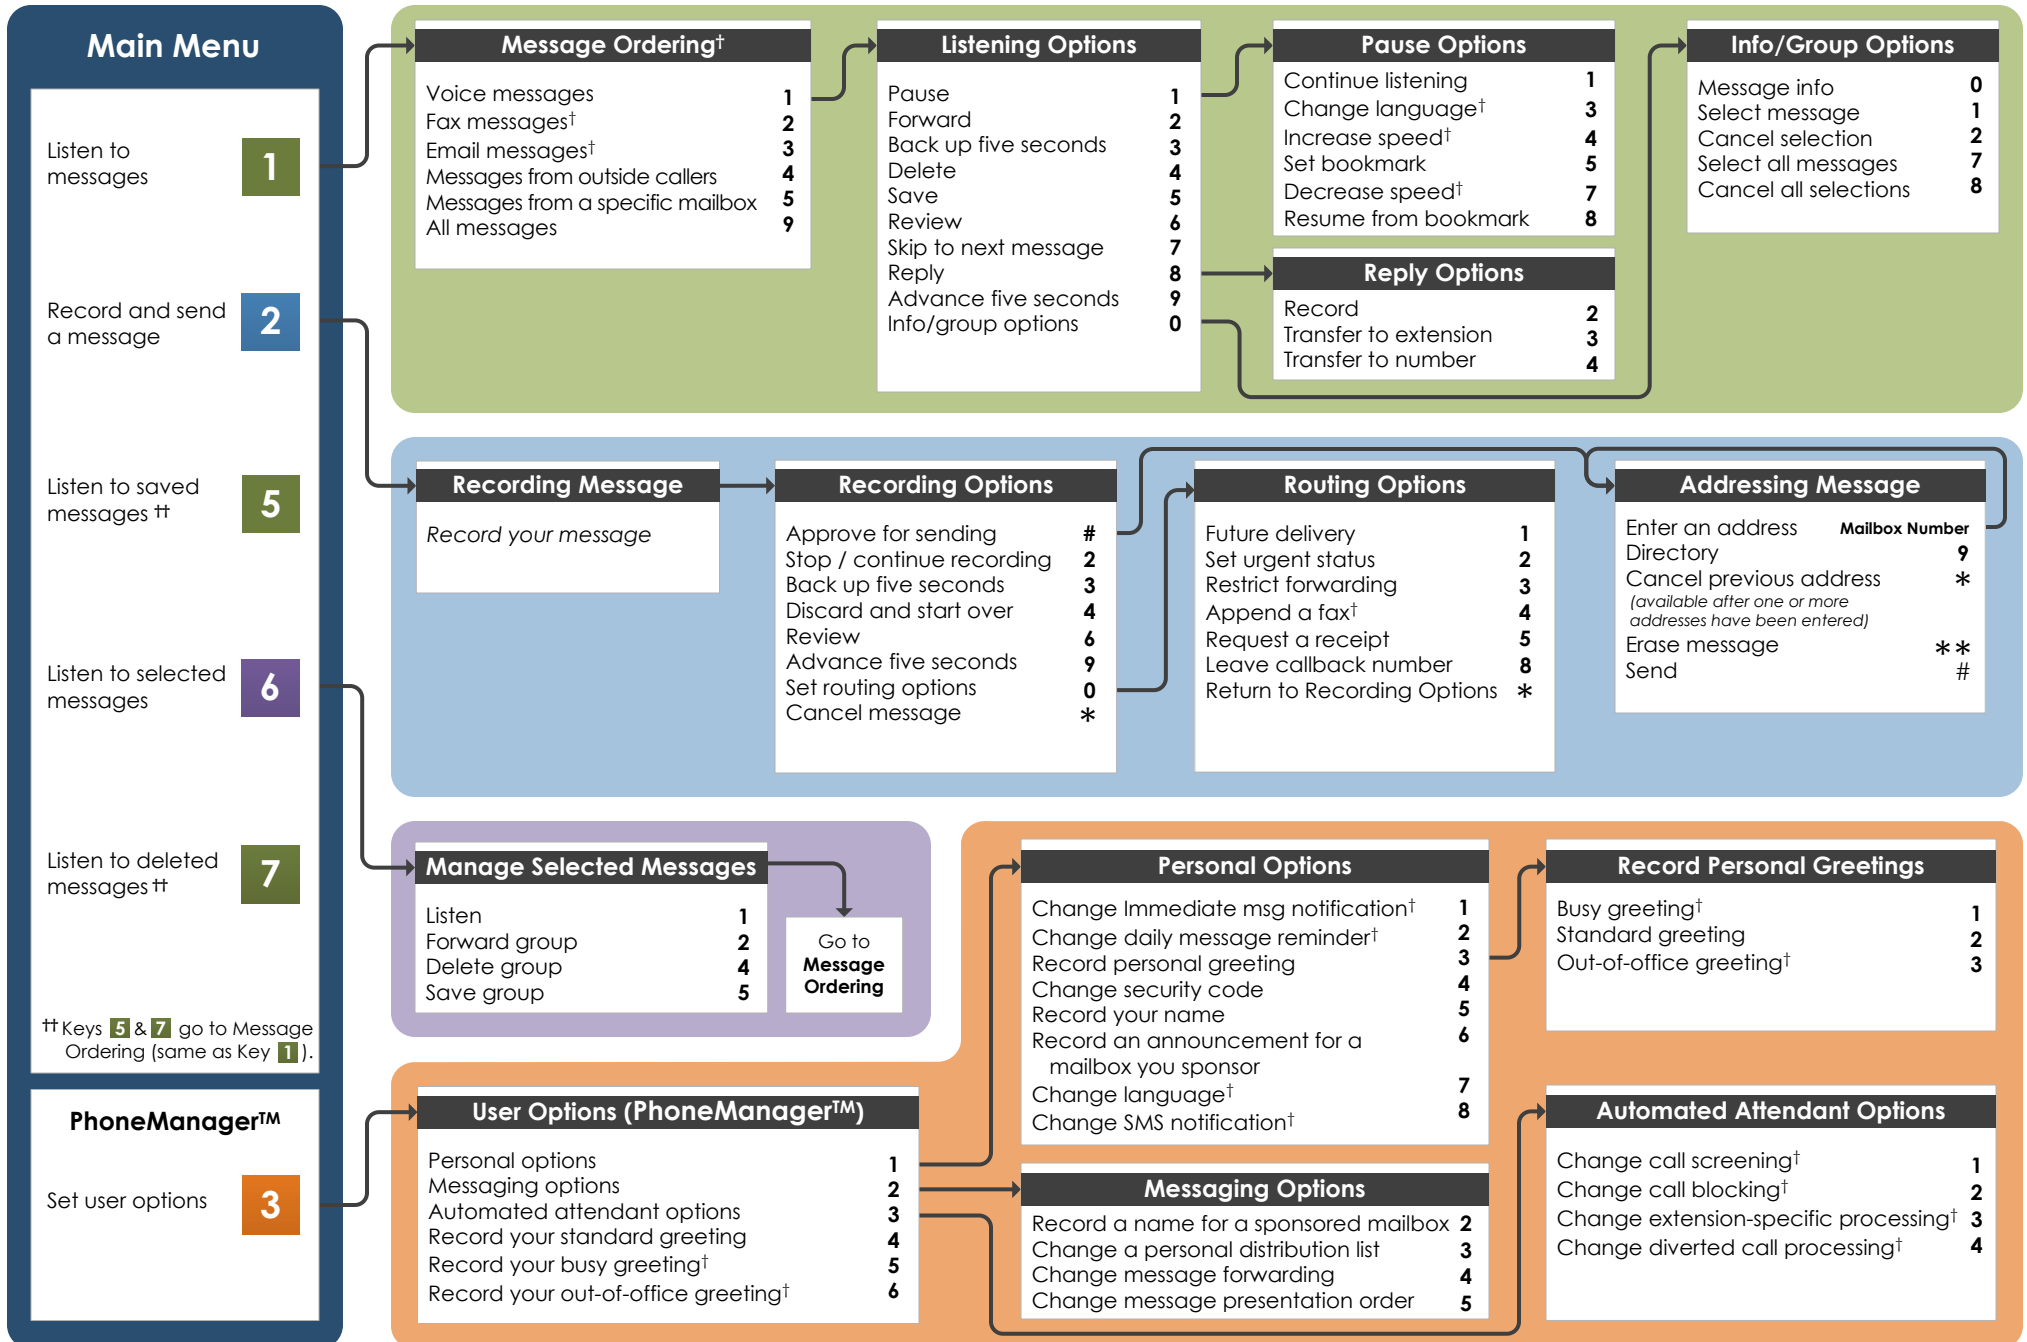 Main Menu
Listen to
messages 1
Record and send
a message 2
Listen to saved
messages †† 5
Listen to selected
messages 6
Listen to deleted
messages †† 7
†† Keys 5 & 7 go to Message
Ordering (same as Key 1 ).
PhoneManager™
Set user options 3
Message Ordering†
Voice messages 1
Fax messages† 2
Email messages† 3
Messages from outside callers 4
Messages from a specific mailbox 5
All messages 9
Listening Options
Pause 1
Forward 2
Back up five seconds 3
Delete 4
Save 5
Review 6
Skip to next message 7
Reply 8
Advance five seconds 9
Info/group options 0
Pause Options
Continue listening 1
Change language† 3
Increase speed† 4
Set bookmark 5
Decrease speed† 7
Resume from bookmark 8
Reply Options
Record 2
Transfer to extension 3
Transfer to number 4
Info/Group Options
Message info 0
Select message 1
Cancel selection 2
Select all messages 7
Cancel all selections 8
Recording Message
Record your message
Recording Options
Approve for sending #
Stop / continue recording 2
Back up five seconds 3
Discard and start over 4
Review 6
Advance five seconds 9
Set routing options 0
Cancel message *
Routing Options
Future delivery 1
Set urgent status 2
Restrict forwarding 3
Append a fax† 4
Request a receipt 5
Leave callback number 8
Return to Recording Options *
Addressing Message
Enter an address Mailbox Number
Directory 9
Cancel previous address *
(available after one or more
addresses have been entered)
Erase message **
Send #
Manage Selected Messages
Listen 1
Forward group 2
Delete group 4
Save group 5
Go to
Message
Ordering
User Options (PhoneManager™)
Personal options 1
Messaging options 2
Automated attendant options 3
Record your standard greeting 4
Record your busy greeting† 5
Record your out-of-office greeting† 6
Personal Options
Change Immediate msg notification† 1
Change daily message reminder† 2
Record personal greeting 3
Change security code 4
Record your name 5
Record an announcement for a 6
mailbox you sponsor
Change language† 7
Change SMS notification† 8
Messaging Options
Record a name for a sponsored mailbox 2
Change a personal distribution list 3
Change message forwarding 4
Change message presentation order 5
Record Personal Greetings
Busy greeting† 1
Standard greeting 2
Out-of-office greeting† 3
Automated Attendant Options
Change call screening† 1
Change call blocking† 2
Change extension-specific processing† 3
Change diverted call processing† 4